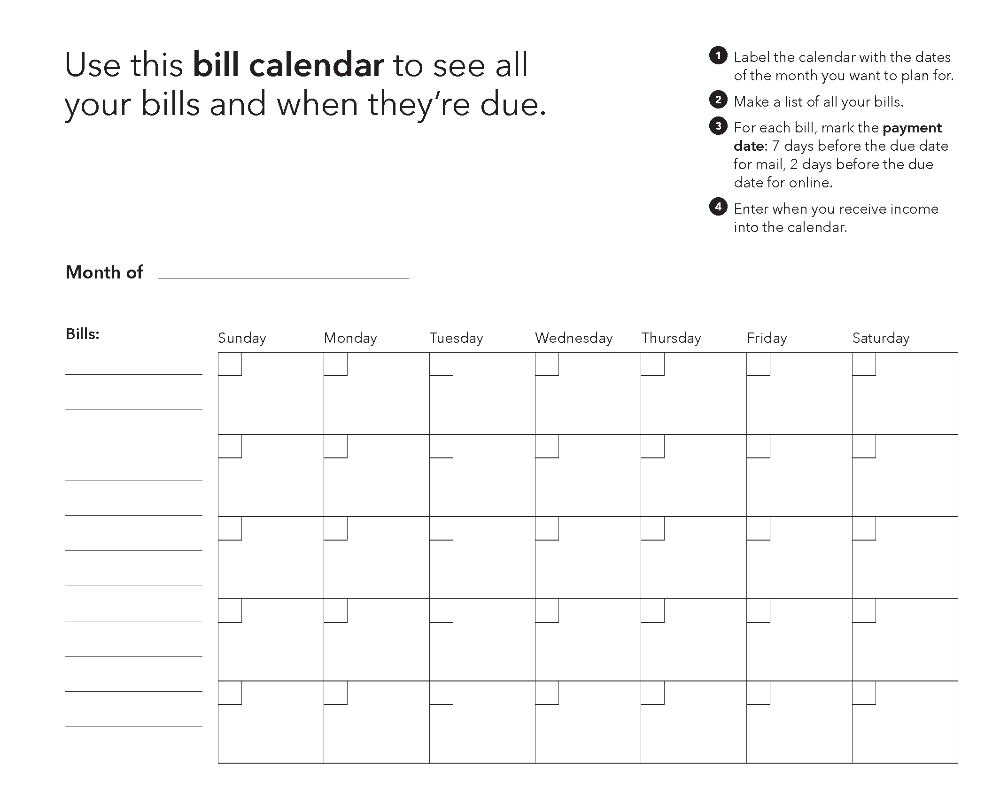 Use this bill calendar to see all
your bills and when they’re due.
1 Label the calendar with the dates
of the month you want to plan for.
2 Make a list of all your bills.
3 For each bill, mark the payment
date: 7 days before the due date
for mail, 2 days before the due
date for online.
4 Enter when you receive income
into the calendar.
Month of
Bills:
Sunday Monday Tuesday Wednesday Thursday Friday Saturday